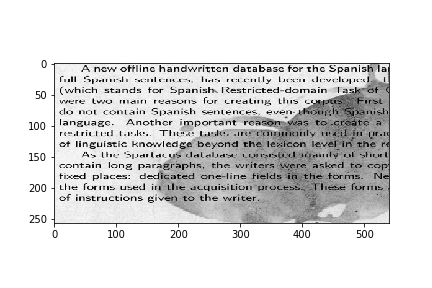 0
50
100
150
200
250
A new offline handwritten database for the Spanish
full Spanish sentences, has recently been developed: t
(which stands for Spanish Restricted-domain Task of C
were two main reasons for creating this corpus. First
do not contain Spanish sentences, even though Spanish
language. Another important reason was to create a
restricted tasks. These tasks are commonly used in prac
of linguistic knowledge beyond the lexicon level in the re
As the Spartacus database consisted mainly of short
contain long paragraphs, the writers were asked to cop
fixed places: dedicated one-line fields in the forms. Ne
the forms used in the acquisition process. These forms
of instructions given to the writer.
0 100 200 300 400 500